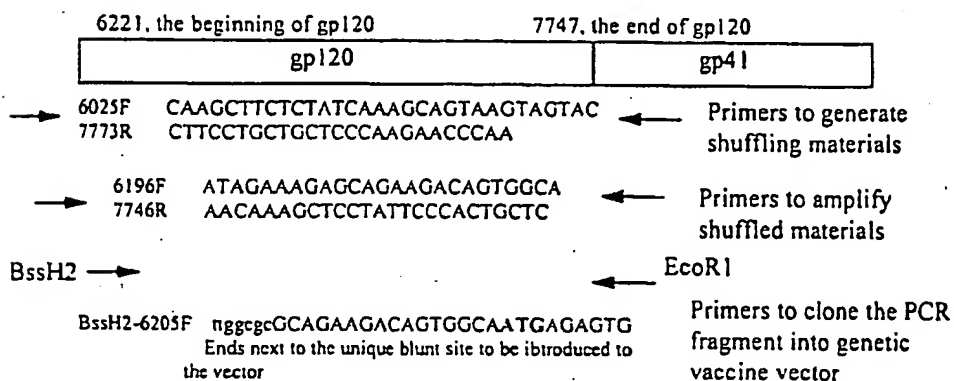 6221, the beginning of gp120 7747, the end of gp120
gp120 gp41
6025F CAAGCTTCTCTATCAAAGCAGTAAGTAGTAC Primers to generate
7773R CTTCCTGCTGCTCCCAAGAACCCAA shuffling materials
6196F ATAGAAAGAGCAGAAGACAGTGGCA Primers to amplify
7746R AACAAAGCTCCTATTCCCACTGCTC shuffled materials
BssH2 EcoR1
BssH2-6205F nggcgcGCAGAAGACAGTGGCAATGAGAGTG Primers to clone the PCR
Ends next to the unique blunt site to be ibtroduced to fragment into genetic
the vector vaccine vector